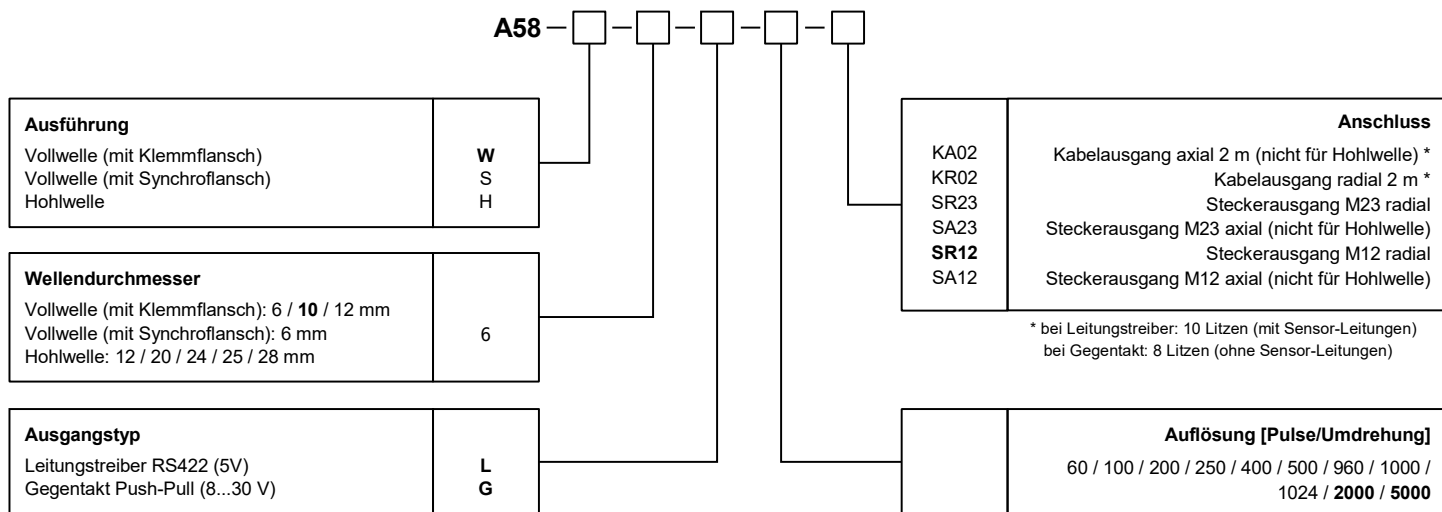 A58 – – – – –
Ausführung
Vollwelle (mit Klemmflansch) W
Vollwelle (mit Synchroflansch) S
Hohlwelle H
Wellendurchmesser
Vollwelle (mit Klemmflansch): 6 / 10 / 12 mm
Vollwelle (mit Synchroflansch): 6 mm 6
Hohlwelle: 12 / 20 / 24 / 25 / 28 mm
Ausgangstyp
Leitungstreiber RS422 (5V) L
Gegentakt Push-Pull (8...30 V) G
Anschluss
KA02 Kabelausgang axial 2 m (nicht für Hohlwelle) *
KR02 Kabelausgang radial 2 m *
SR23 Steckerausgang M23 radial
SA23 Steckerausgang M23 axial (nicht für Hohlwelle)
SR12 Steckerausgang M12 radial
SA12 Steckerausgang M12 axial (nicht für Hohlwelle)
* bei Leitungstreiber: 10 Litzen (mit Sensor-Leitungen)
bei Gegentakt: 8 Litzen (ohne Sensor-Leitungen)
Auflösung [Pulse/Umdrehung]
60 / 100 / 200 / 250 / 400 / 500 / 960 / 1000 /
1024 / 2000 / 5000